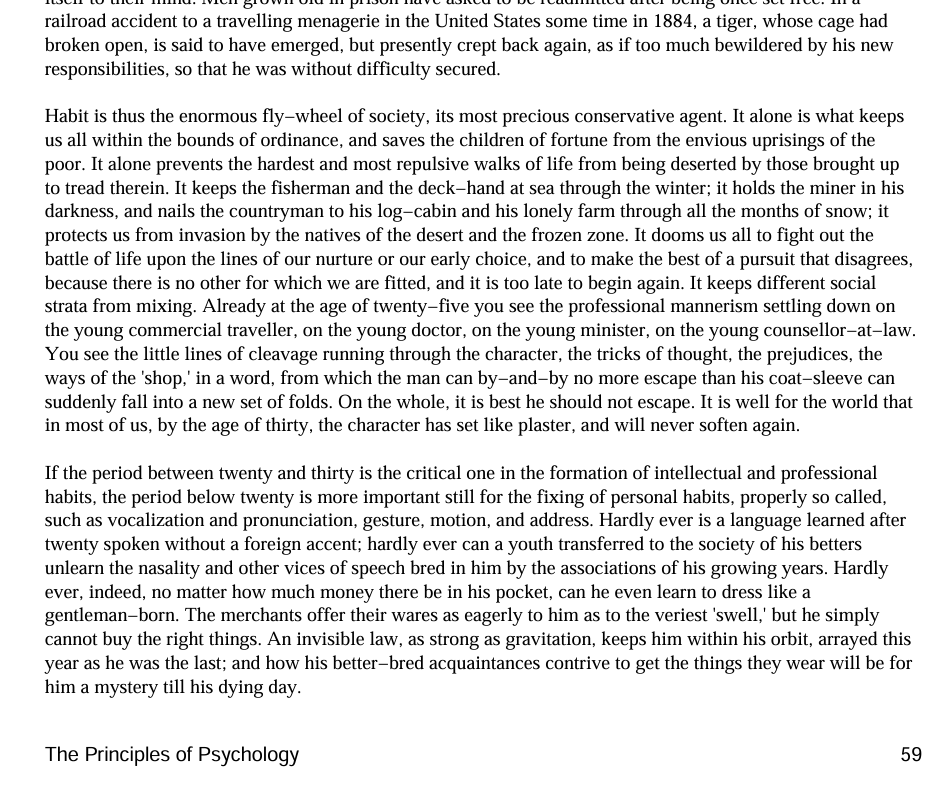 itself to their mind. Men grown old in prison have asked to be readmitted after being once set free. In a
railroad accident to a travelling menagerie in the United States some time in 1884, a tiger, whose cage had
broken open, is said to have emerged, but presently crept back again, as if too much bewildered by his new
responsibilities, so that he was without difficulty secured.
Habit is thus the enormous fly−wheel of society, its most precious conservative agent. It alone is what keeps
us all within the bounds of ordinance, and saves the children of fortune from the envious uprisings of the
poor. It alone prevents the hardest and most repulsive walks of life from being deserted by those brought up
to tread therein. It keeps the fisherman and the deck−hand at sea through the winter; it holds the miner in his
darkness, and nails the countryman to his log−cabin and his lonely farm through all the months of snow; it
protects us from invasion by the natives of the desert and the frozen zone. It dooms us all to fight out the
battle of life upon the lines of our nurture or our early choice, and to make the best of a pursuit that disagrees,
because there is no other for which we are fitted, and it is too late to begin again. It keeps different social
strata from mixing. Already at the age of twenty−five you see the professional mannerism settling down on
the young commercial traveller, on the young doctor, on the young minister, on the young counsellor−at−law.
You see the little lines of cleavage running through the character, the tricks of thought, the prejudices, the
ways of the 'shop,' in a word, from which the man can by−and−by no more escape than his coat−sleeve can
suddenly fall into a new set of folds. On the whole, it is best he should not escape. It is well for the world that
in most of us, by the age of thirty, the character has set like plaster, and will never soften again.
If the period between twenty and thirty is the critical one in the formation of intellectual and professional
habits, the period below twenty is more important still for the fixing of personal habits, properly so called,
such as vocalization and pronunciation, gesture, motion, and address. Hardly ever is a language learned after
twenty spoken without a foreign accent; hardly ever can a youth transferred to the society of his betters
unlearn the nasality and other vices of speech bred in him by the associations of his growing years. Hardly
ever, indeed, no matter how much money there be in his pocket, can he even learn to dress like a
gentleman−born. The merchants offer their wares as eagerly to him as to the veriest 'swell,' but he simply
cannot buy the right things. An invisible law, as strong as gravitation, keeps him within his orbit, arrayed this
year as he was the last; and how his better−bred acquaintances contrive to get the things they wear will be for
him a mystery till his dying day.
The Principles of Psychology 59